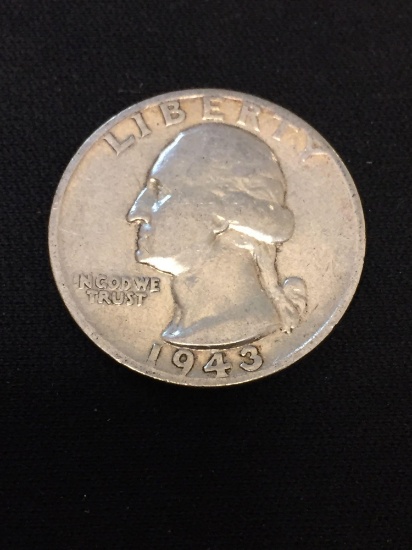 LIBERTY
IN GOD WE
TRUST
1943